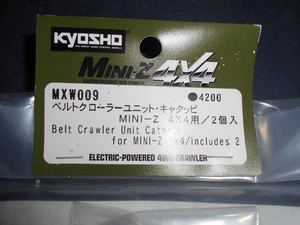 KYOSHO
MINI-Z 4X4
MXW009
4200
ベルトクローラーユニット・キャタッピ
MINI-Z 4X4用/2個入
Belt Crawler Unit
for MINI-Z 4x4/includes 2
ELECTRIC-POWERED 4WD CRAWLER